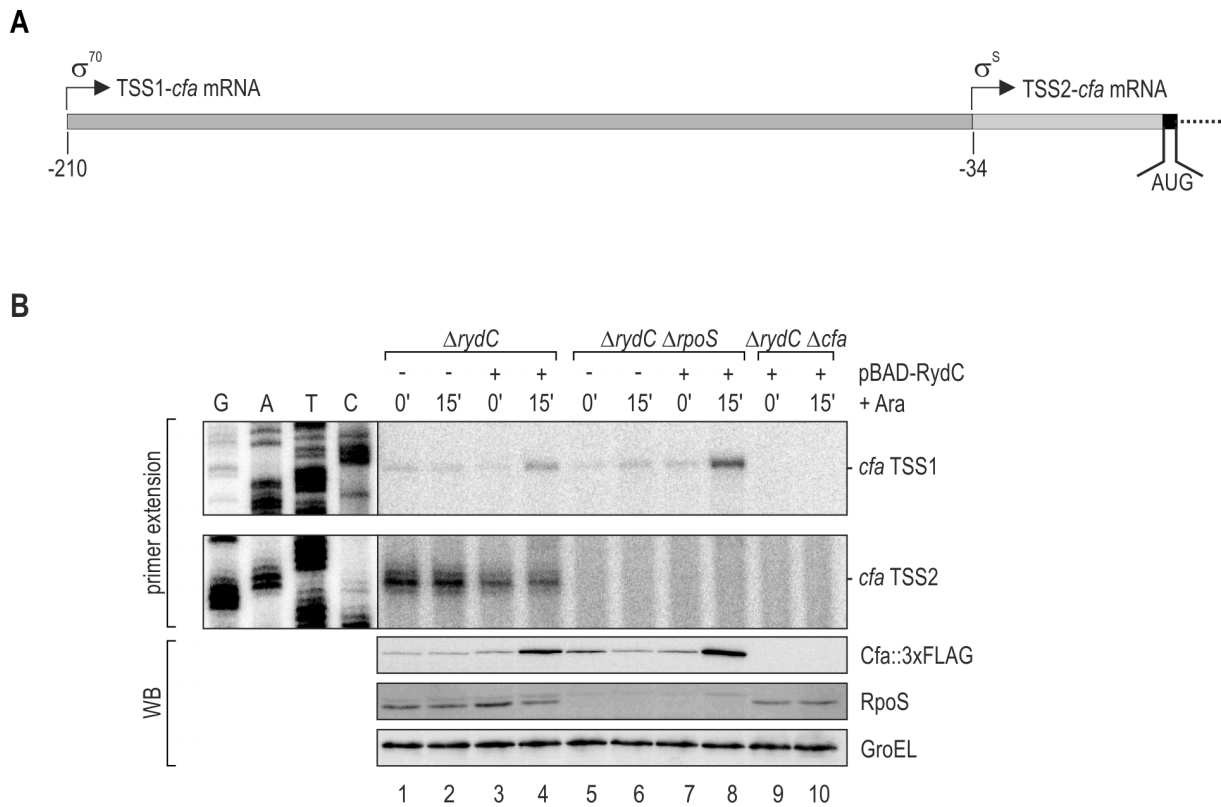 A
σ70 TSS1-cfa mRNA σS TSS2-cfa mRNA
-210 -34 AUG
B
ΔrydC ΔrydC ΔrpoS ΔrydC Δcfa
- - + + - - + + + + pBAD-RydC
G A T C 0' 15' 0' 15' 0' 15' 0' 15' 0' 15' + Ara
primer extension
cfa TSS1
cfa TSS2
WB
Cfa::3xFLAG
RpoS
GroEL
1 2 3 4 5 6 7 8 9 10